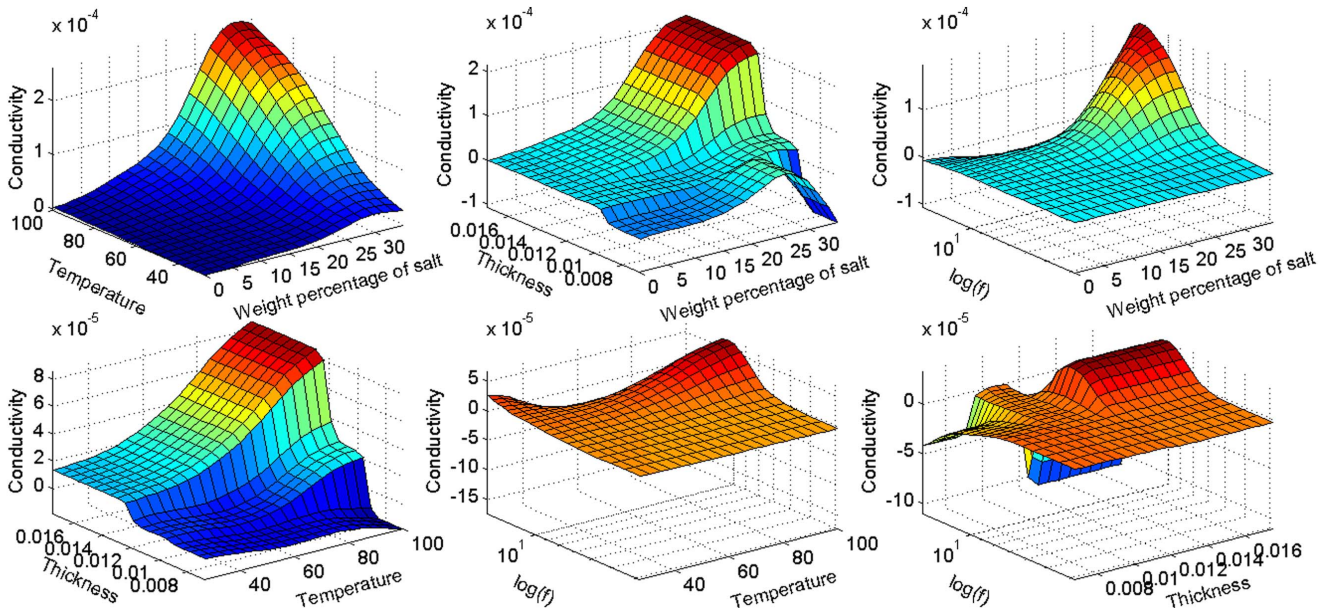 x 10-4
Conductivity
2
1
0
100
80
60
40
Temperature
0 5 10 15 20 25 30
Weight percentage of salt
x 10-4
Conductivity
2
1
0
-1
0.016
0.014
0.012
0.01
0.008
Thickness
0 5 10 15 20 25 30
Weight percentage of salt
x 10-4
Conductivity
1
0
-1
10¹
log(f)
0 5 10 15 20 25 30
Weight percentage of salt
x 10-5
Conductivity
8
6
4
2
0
0.016
0.014
0.012
0.01
0.008
Thickness
40 60 80 100
Temperature
x 10-5
Conductivity
5
0
-5
-10
-15
10¹
log(f)
40 60 80 100
Temperature
x 10-5
Conductivity
0
-5
-10
10¹
log(f)
0.008 0.01 0.012 0.014 0.016
Thickness